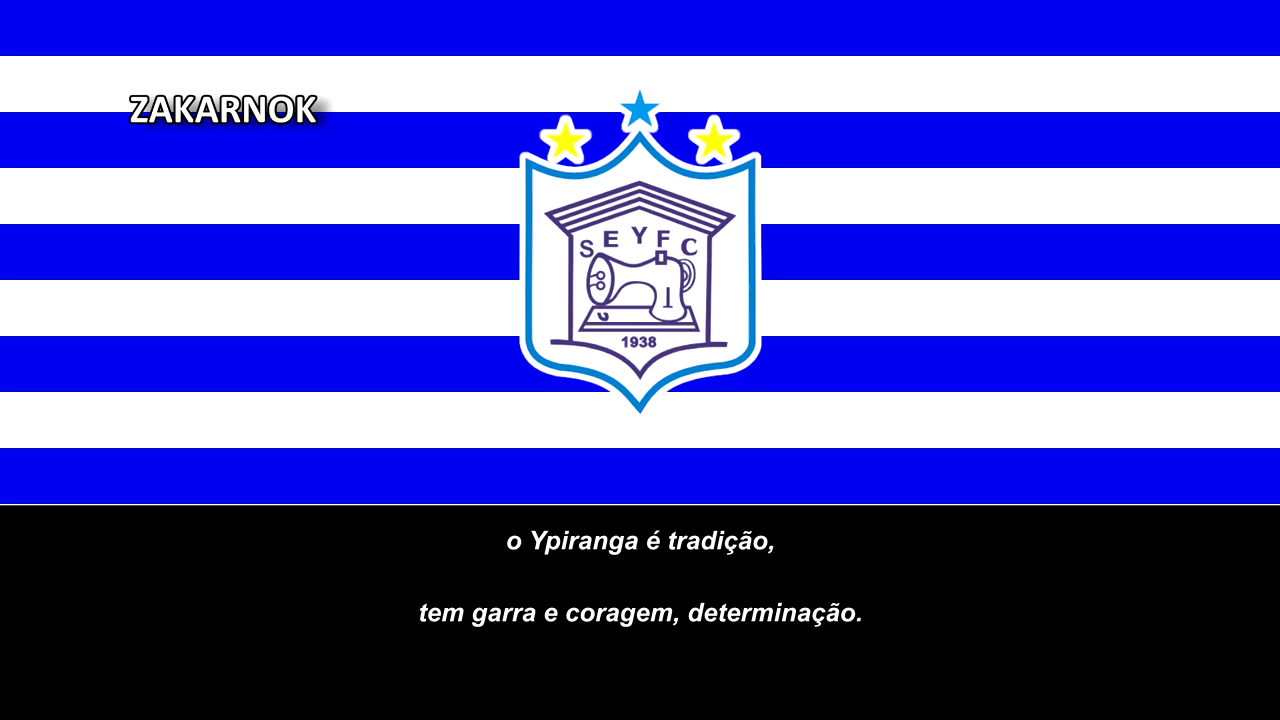 ZAKARNOK
SEYFC
1938
o Ypiranga é tradição,
tem garra e coragem, determinação.